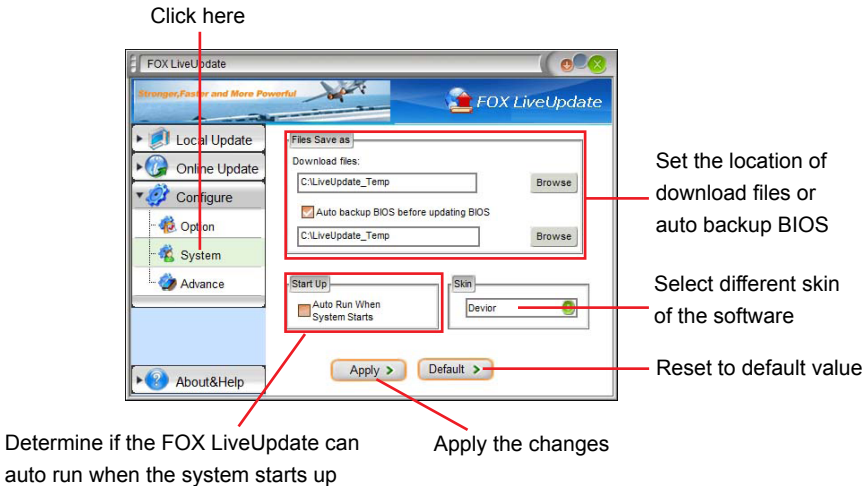 Click here
FOX LiveUpdate
Stronger,Faster and More Powerful
FOX LiveUpdate
Local Update
Online Update
Configure
Option
System
Advance
About&Help
Files Save as
Download files:
C:\LiveUpdate_Temp
Browse
Auto backup BIOS before updating BIOS
C:\LiveUpdate_Temp
Browse
Start Up
Auto Run When
System Starts
Skin
Devior
Apply >
Default >
Set the location of
download files or
auto backup BIOS
Select different skin
of the software
Reset to default value
Determine if the FOX LiveUpdate can
auto run when the system starts up
Apply the changes